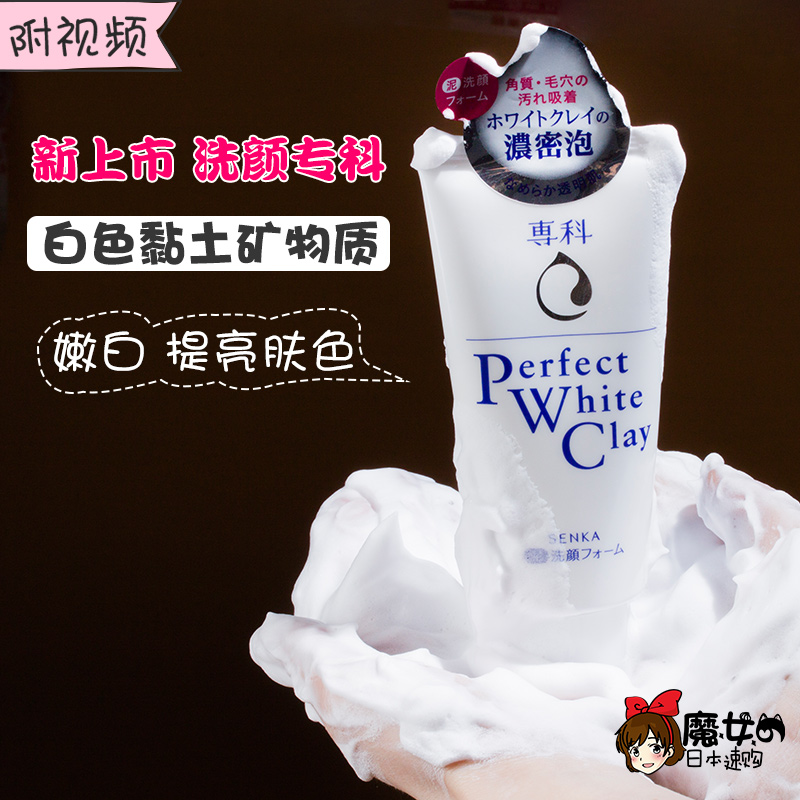 附视频
新上市 洗颜专科
白色黏土矿物质
嫩白 提亮肤色
泥 洗顔
フォーム
角質・毛穴の
汚れ吸着
ホワイトクレイの
濃密泡
なめらか透明肌
専科
Perfect
White
Clay
SENKA
洗顔フォーム
魔女の
日本速购